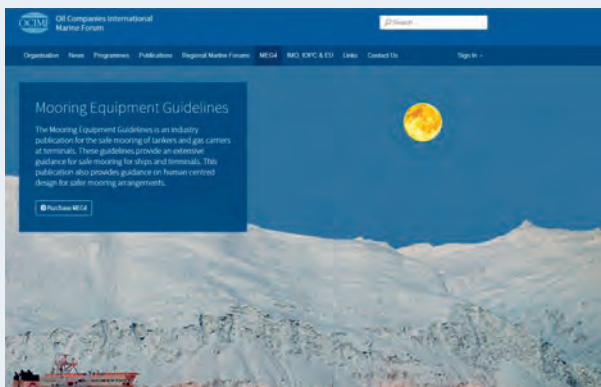 OCIMF
Oil Companies International
Marine Forum
Search ...
Organisation News Programmes Publications Regional Marine Forums MEG4 IMO, IOPC & EU Links Contact Us Sign In
Mooring Equipment Guidelines
The Mooring Equipment Guidelines is an industry
publication for the safe mooring of tankers and gas carriers
at terminals. These guidelines provide an extensive
guidance for safe mooring for ships and terminals. This
publication also provides guidance on human centred
design for safer mooring arrangements.
Purchase MEG4